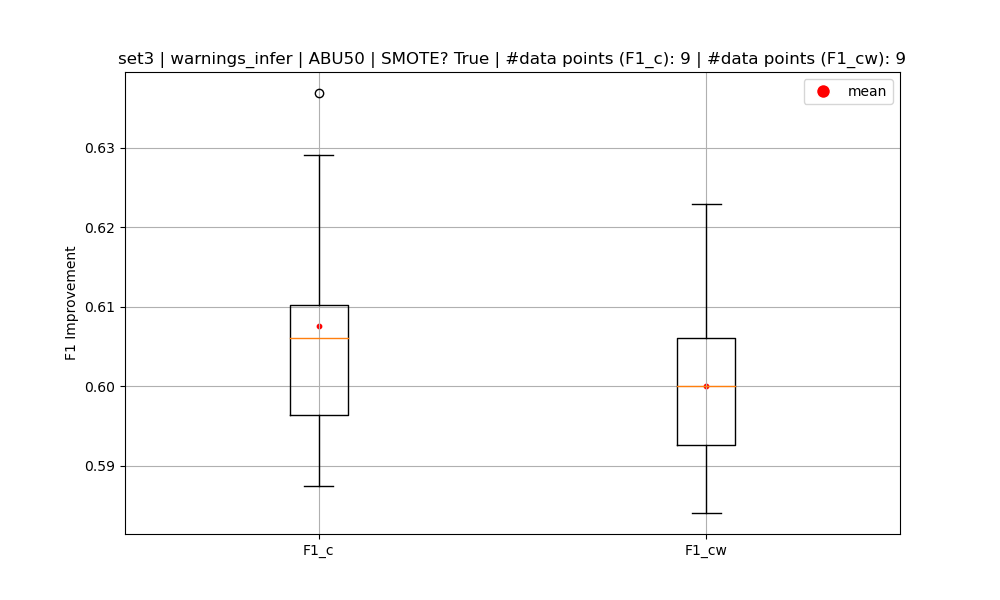 set3 | warnings_infer | ABU50 | SMOTE? True | #data points (F1_c): 9 | #data points (F1_cw): 9
mean
0.63
0.62
0.61
0.60
0.59
F1 Improvement
F1_c
F1_cw